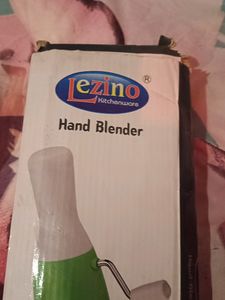 Lezino ®
Kitchenware
Hand Blender